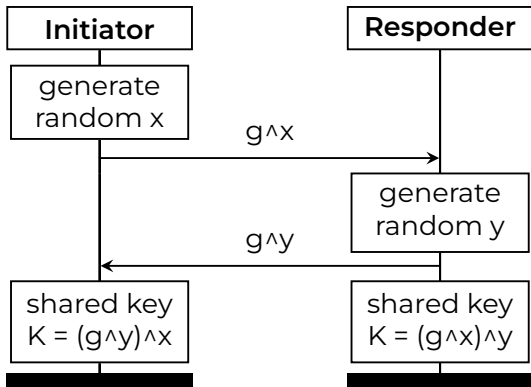 Initiator
Responder
generate
random x
g^x
generate
random y
g^y
shared key
K = (g^y)^x
shared key
K = (g^x)^y